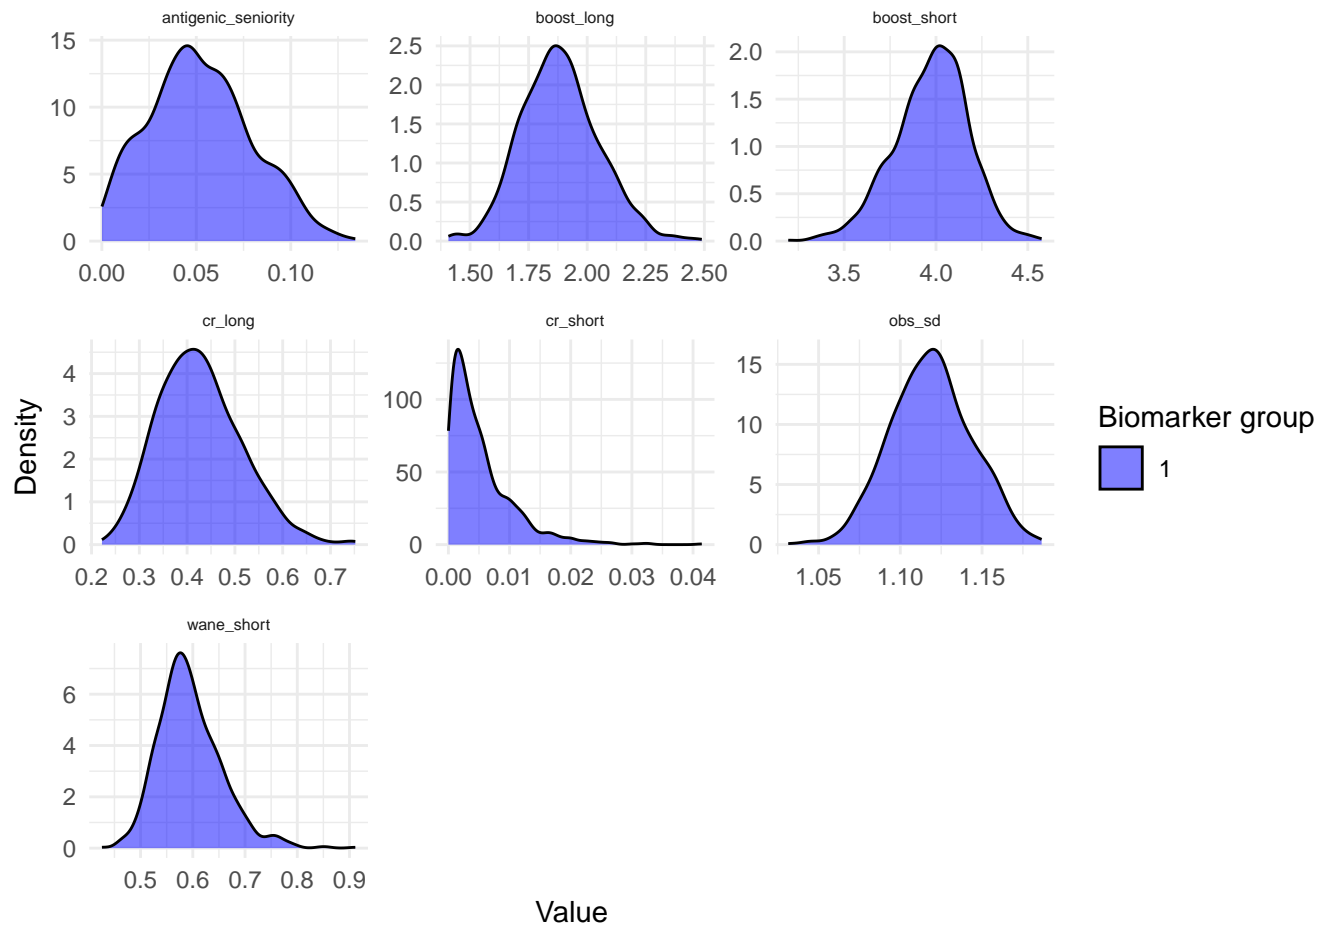 antigenic_seniority
boost_long
boost_short
15
10
5
0
0.00 0.05 0.10
2.5
2.0
1.5
1.0
0.5
0.0
1.50 1.75 2.00 2.25 2.50
2.0
1.5
1.0
0.5
0.0
3.5 4.0 4.5
cr_long
cr_short
obs_sd
4
3
2
1
0
0.2 0.3 0.4 0.5 0.6 0.7
100
50
0
0.00 0.01 0.02 0.03 0.04
15
10
5
0
1.05 1.10 1.15
wane_short
6
4
2
0
0.5 0.6 0.7 0.8 0.9
Density
Value
Biomarker group
1